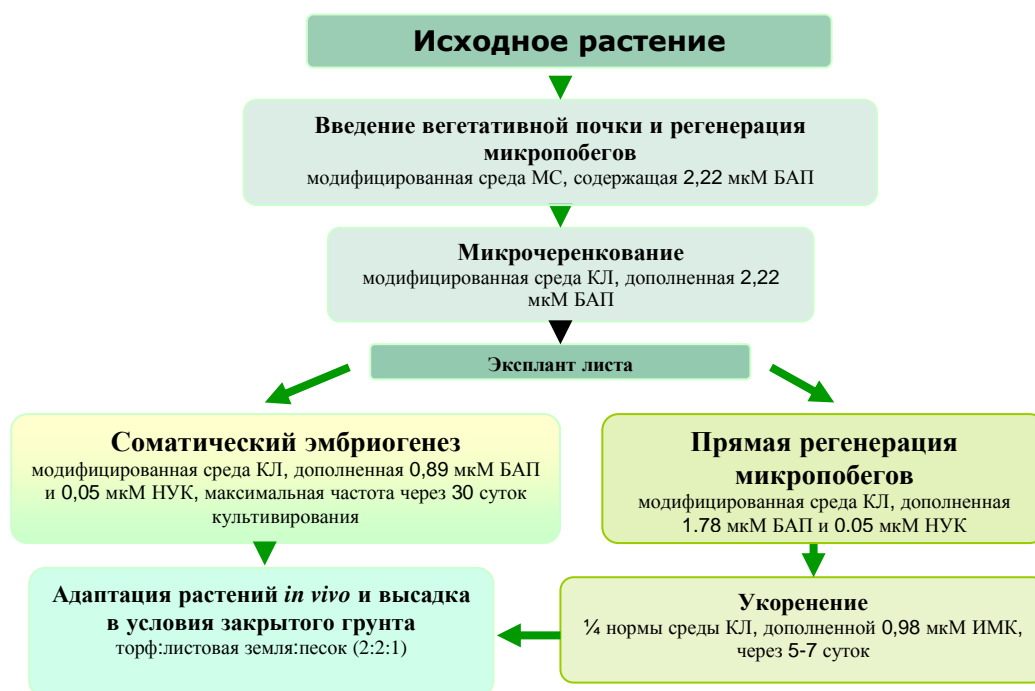 Исходное растение
Введение вегетативной почки и регенерация
микропобегов
модифицированная среда МС, содержащая 2,22 мкМ БАП
Микрочеренкование
модифицированная среда КЛ, дополненная 2,22
мкМ БАП
Эксплант листа
Соматический эмбриогенез
модифицированная среда КЛ, дополненная 0,89 мкМ БАП
и 0,05 мкМ НУК, максимальная частота через 30 суток
культивирования
Прямая регенерация
микропобегов
модифицированная среда КЛ, дополненная
1.78 мкМ БАП и 0.05 мкМ НУК
Адаптация растений in vivo и высадка
в условия закрытого грунта
торф:листовая земля:песок (2:2:1)
Укоренение
¼ нормы среды КЛ, дополненной 0,98 мкМ ИМК,
через 5-7 суток